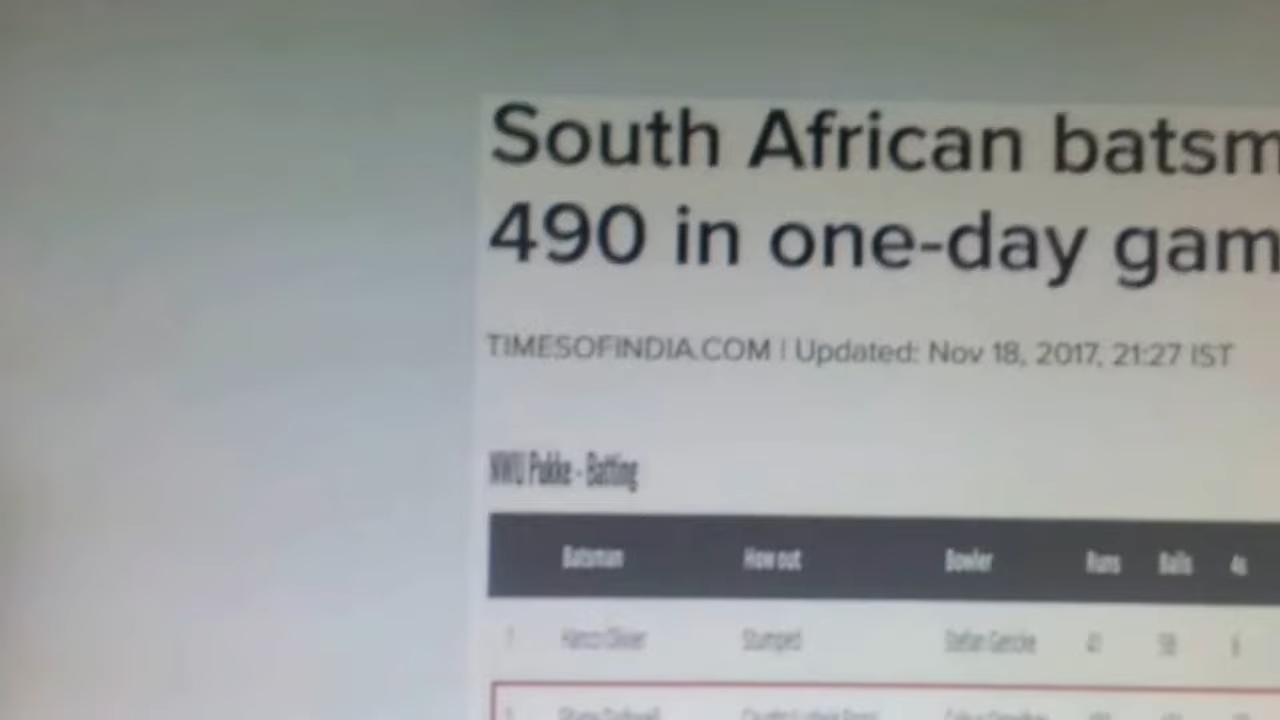 South African batsm
490 in one-day gam
TIMESOFINDIA.COM | Updated: Nov 18, 2017, 21:27 IST
NWU Pukke - Batting
Batsman How out Bowler Runs Balls 4s
Stumped